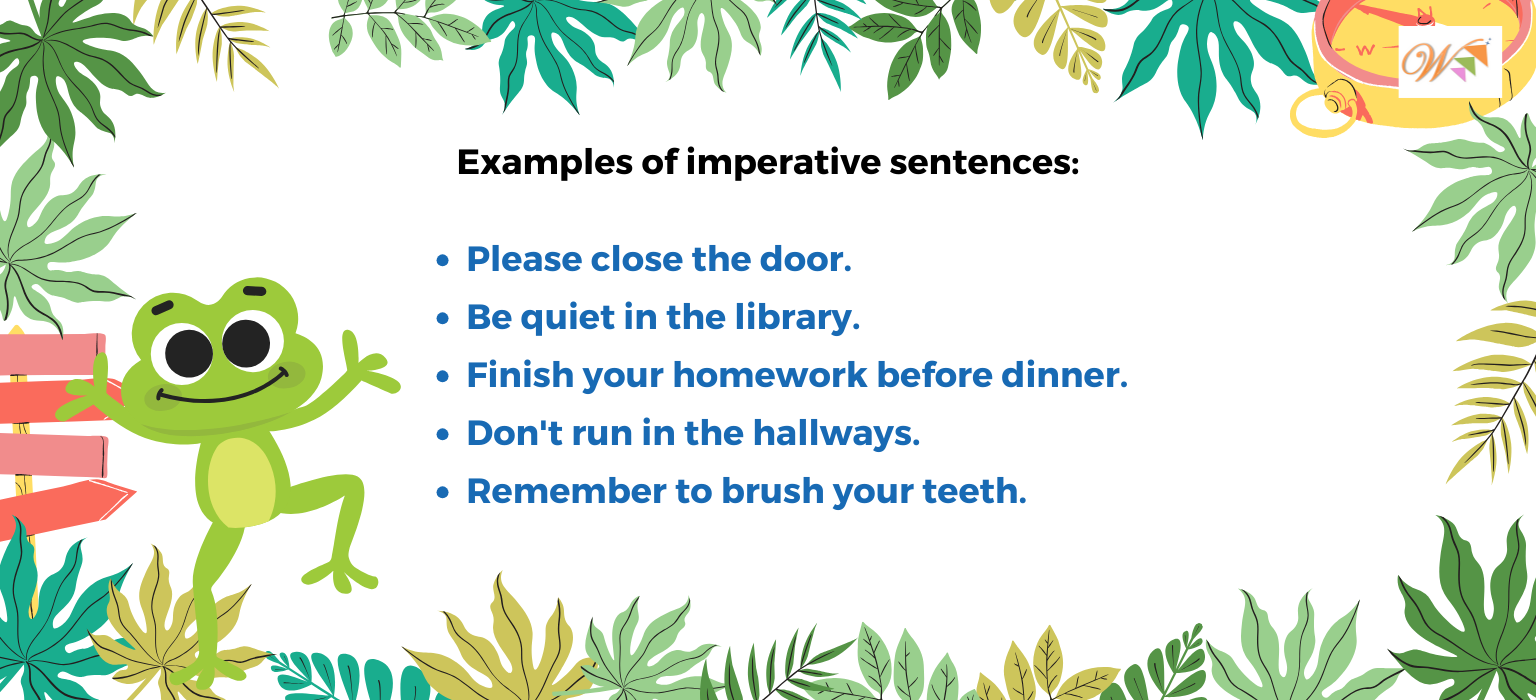 N
W
W
Examples of imperative sentences:
• Please close the door.
• Be quiet in the library.
• Finish your homework before dinner.
• Don't run in the hallways.
• Remember to brush your teeth.